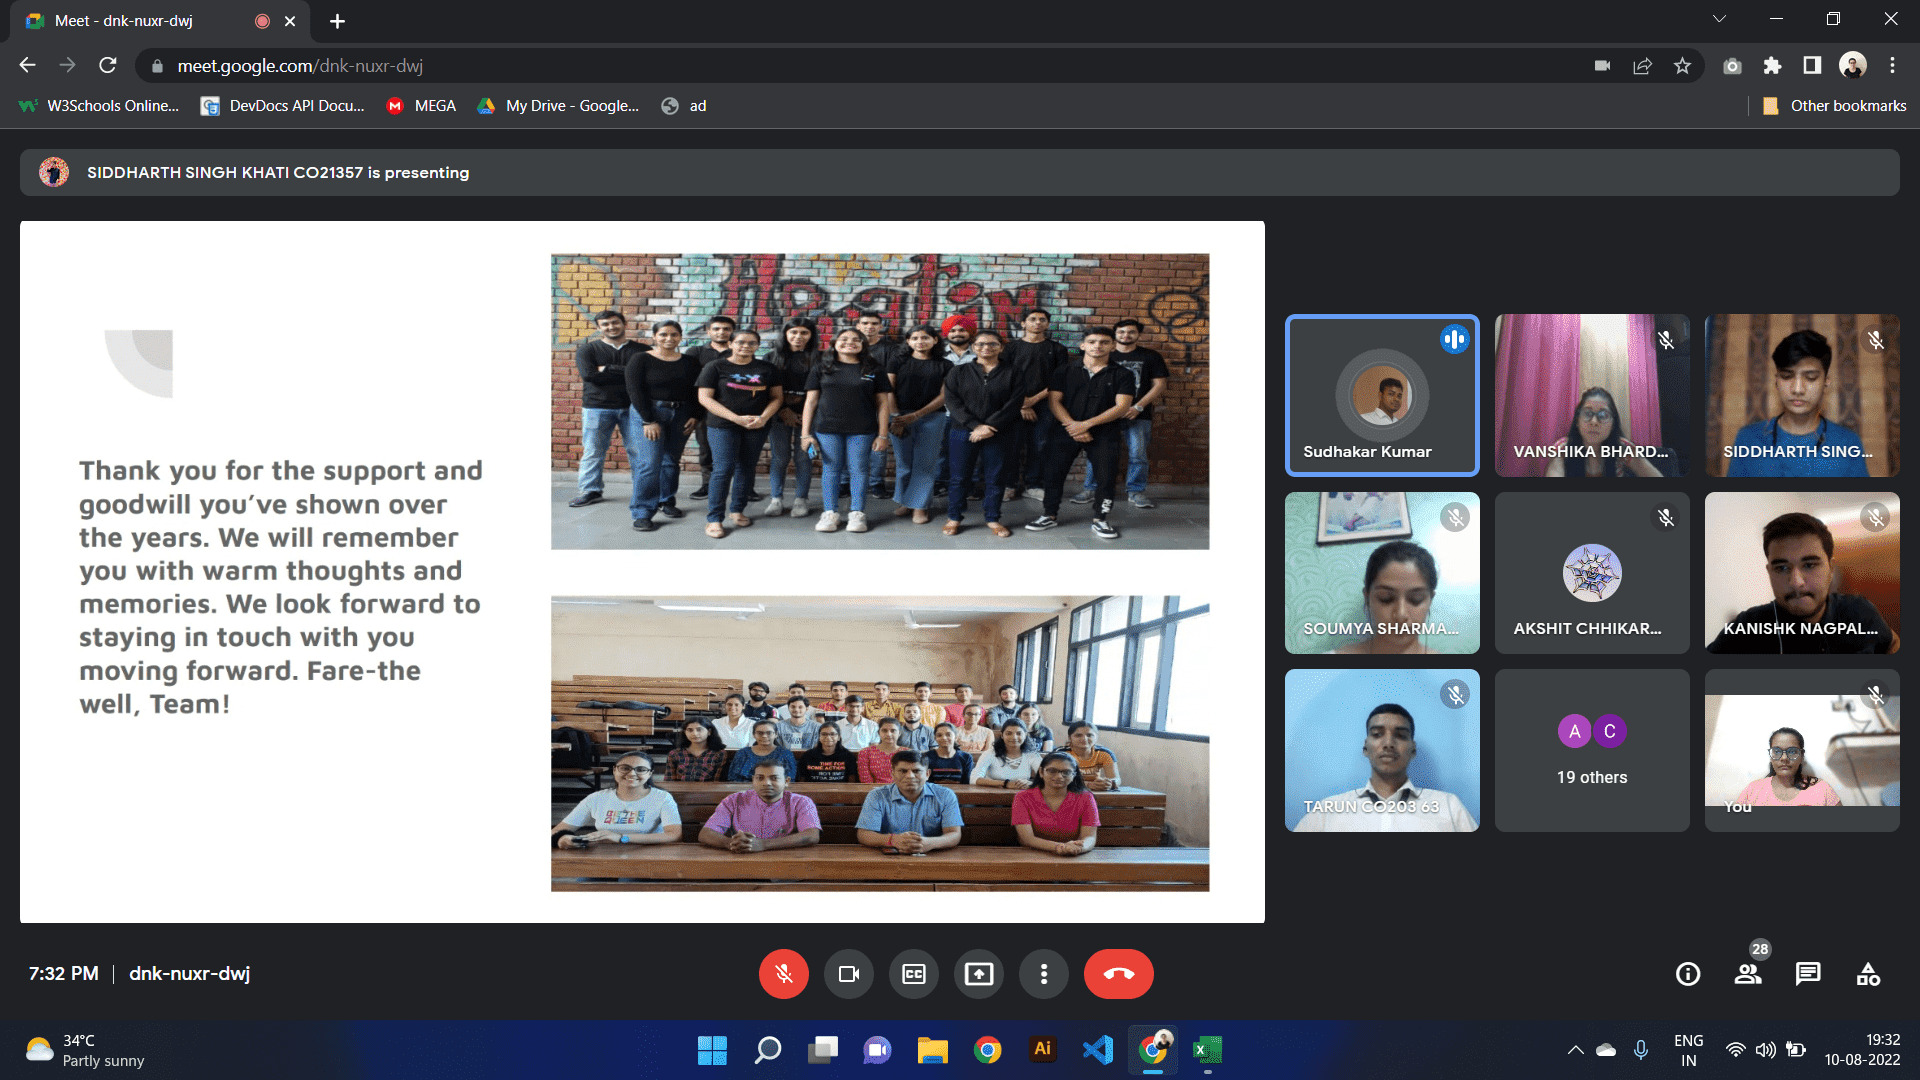 Meet - dnk-nuxr-dwj
meet.google.com/dnk-nuxr-dwj
W3Schools Online...
DevDocs API Docu...
MEGA
My Drive - Google...
ad
Other bookmarks
SIDDHARTH SINGH KHATI CO21357 is presenting
Thank you for the support and
goodwill you’ve shown over
the years. We will remember
you with warm thoughts and
memories. We look forward to
staying in touch with you
moving forward. Fare-the
well, Team!
Sudhakar Kumar
VANSHIKA BHARD...
SIDDHARTH SING...
SOUMYA SHARMA...
AKSHIT CHHIKAR...
KANISHK NAGPAL...
TARUN CO203 63
A C
19 others
You
7:32 PM | dnk-nuxr-dwj
CC
28
34°C
Partly sunny
Ai
X
ENG
IN
19:32
10-08-2022